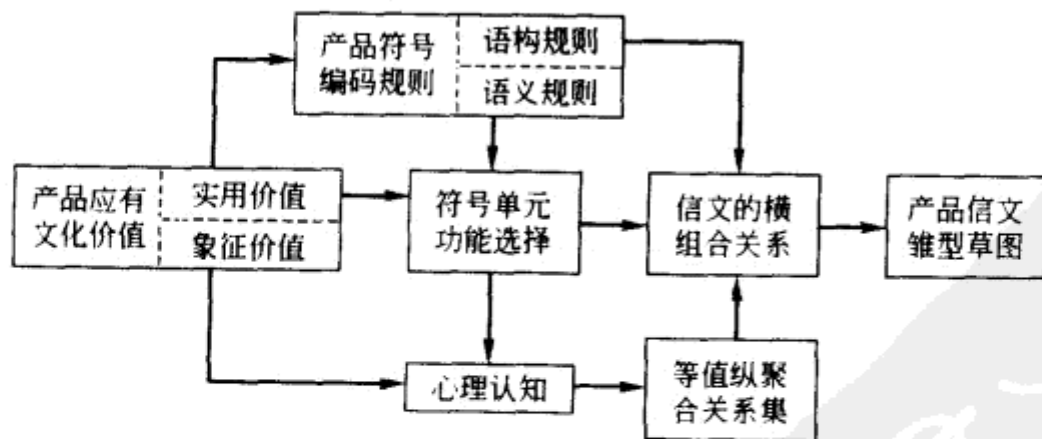 产品符号
编码规则
语构规则
语义规则
产品应有
文化价值
实用价值
象征价值
符号单元
功能选择
信文的横
组合关系
产品信文
雏型草图
心理认知
等值纵聚
合关系集